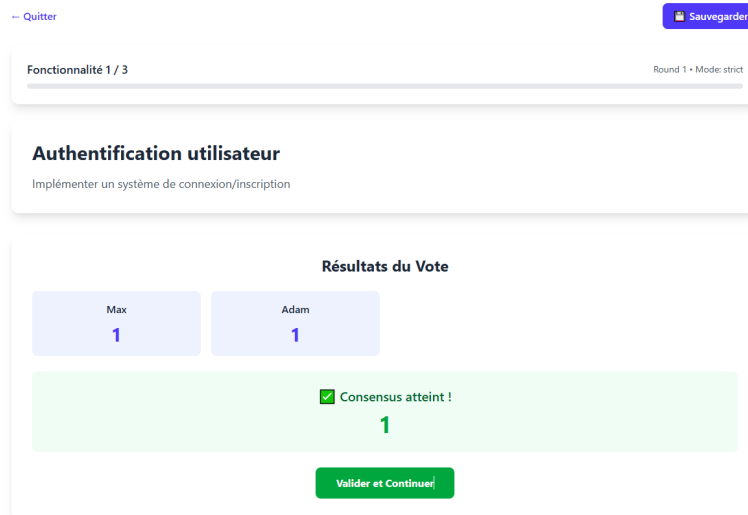 ← Quitter
💾 Sauvegarder
Fonctionnalité 1 / 3
Round 1 • Mode: strict
Authentification utilisateur
Implémenter un système de connexion/inscription
Résultats du Vote
Max
1
Adam
1
✅ Consensus atteint !
1
Valider et Continuer